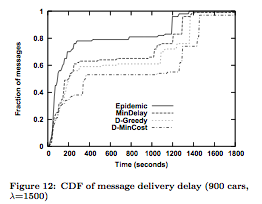 1
0.8
0.6
0.4
0.2
0
Fraction of messages
Epidemic
MinDelay
D-Greedy
D-MinCost
0 200 400 600 800 1000 1200 1400 1600 1800
Time (seconds)
Figure 12: CDF of message delivery delay (900 cars,
λ=1500)